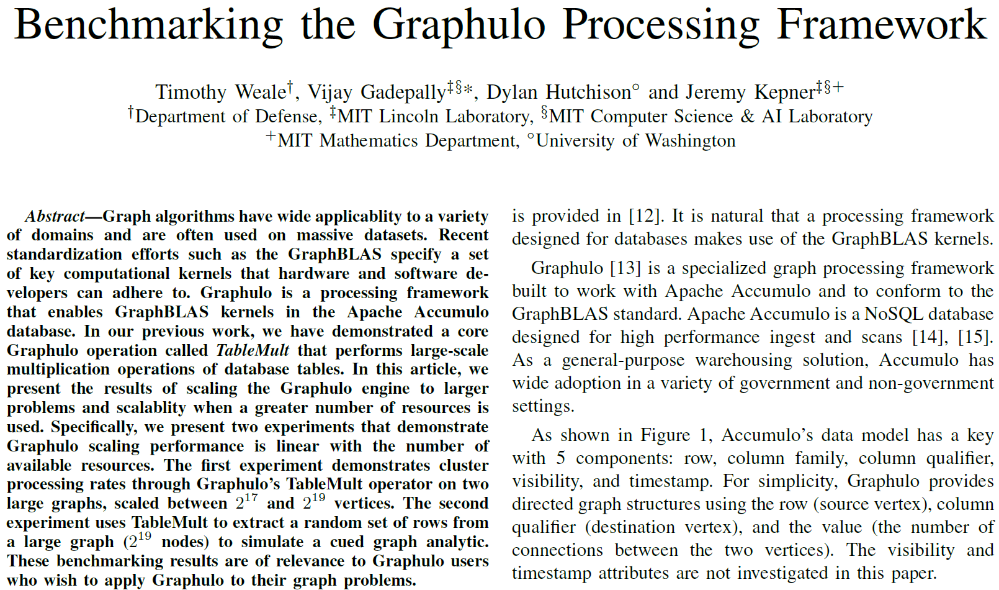 Benchmarking the Graphulo Processing Framework
Timothy Weale†, Vijay Gadepally‡§*, Dylan Hutchison° and Jeremy Kepner‡§+
†Department of Defense, ‡MIT Lincoln Laboratory, §MIT Computer Science & AI Laboratory
+MIT Mathematics Department, °University of Washington
Abstract—Graph algorithms have wide applicablity to a variety
of domains and are often used on massive datasets. Recent
standardization efforts such as the GraphBLAS specify a set
of key computational kernels that hardware and software de-
velopers can adhere to. Graphulo is a processing framework
that enables GraphBLAS kernels in the Apache Accumulo
database. In our previous work, we have demonstrated a core
Graphulo operation called TableMult that performs large-scale
multiplication operations of database tables. In this article, we
present the results of scaling the Graphulo engine to larger
problems and scalablity when a greater number of resources is
used. Specifically, we present two experiments that demonstrate
Graphulo scaling performance is linear with the number of
available resources. The first experiment demonstrates cluster
processing rates through Graphulo's TableMult operator on two
large graphs, scaled between 2^17 and 2^19 vertices. The second
experiment uses TableMult to extract a random set of rows from
a large graph (2^19 nodes) to simulate a cued graph analytic.
These benchmarking results are of relevance to Graphulo users
who wish to apply Graphulo to their graph problems.
is provided in [12]. It is natural that a processing framework
designed for databases makes use of the GraphBLAS kernels.
Graphulo [13] is a specialized graph processing framework
built to work with Apache Accumulo and to conform to the
GraphBLAS standard. Apache Accumulo is a NoSQL database
designed for high performance ingest and scans [14], [15].
As a general-purpose warehousing solution, Accumulo has
wide adoption in a variety of government and non-government
settings.
As shown in Figure 1, Accumulo's data model has a key
with 5 components: row, column family, column qualifier,
visibility, and timestamp. For simplicity, Graphulo provides
directed graph structures using the row (source vertex), column
qualifier (destination vertex), and the value (the number of
connections between the two vertices). The visibility and
timestamp attributes are not investigated in this paper.